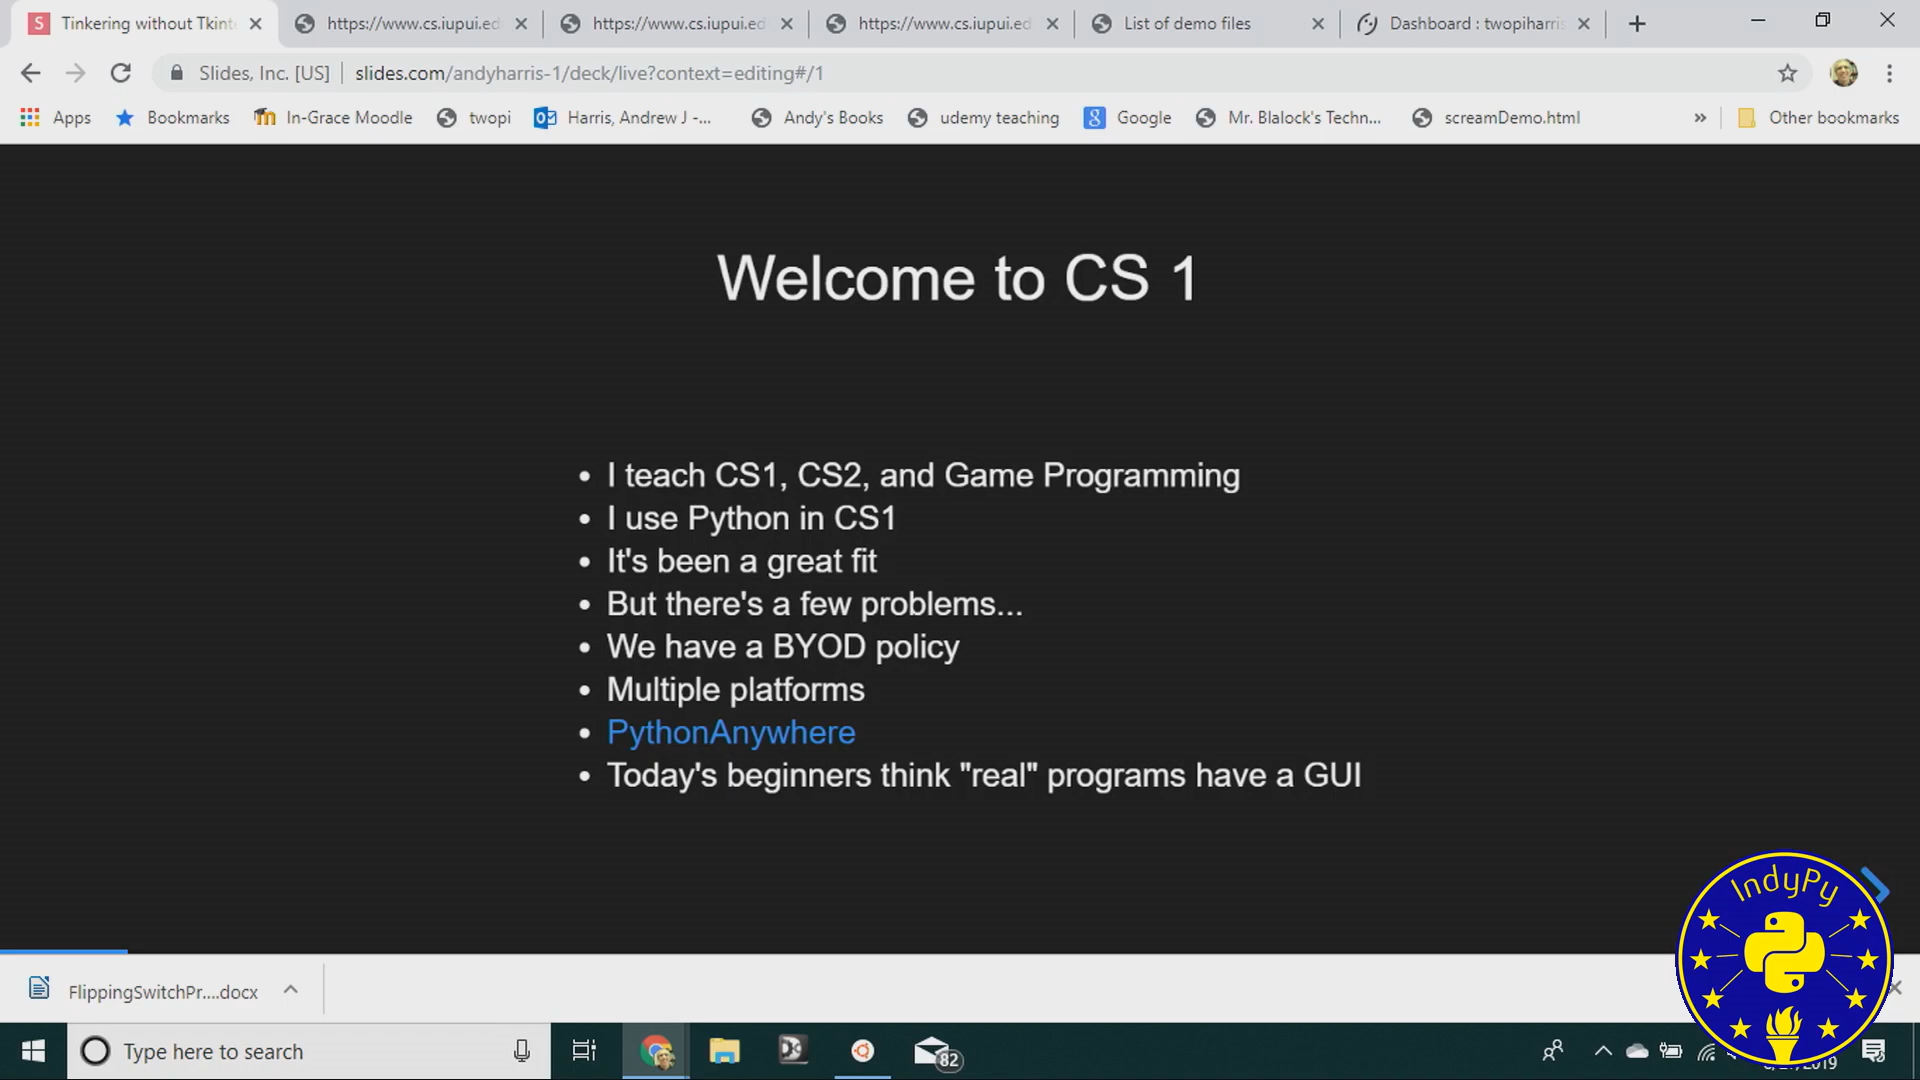 S Tinkering without Tkint
https://www.cs.iupui.ed
https://www.cs.iupui.ed
https://www.cs.iupui.ed
List of demo files
Dashboard : twopiharris
Slides, Inc. [US]
slides.com/andyharris-1/deck/live?context=editing#/1
Apps
Bookmarks
In-Grace Moodle
twopi
Harris, Andrew J -...
Andy's Books
udemy teaching
Google
Mr. Blalock's Techn...
screamDemo.html
»
Other bookmarks
Welcome to CS 1
• I teach CS1, CS2, and Game Programming
• I use Python in CS1
• It's been a great fit
• But there's a few problems...
• We have a BYOD policy
• Multiple platforms
• PythonAnywhere
• Today's beginners think "real" programs have a GUI
IndyPy
FlippingSwitchPr....docx
Type here to search
82